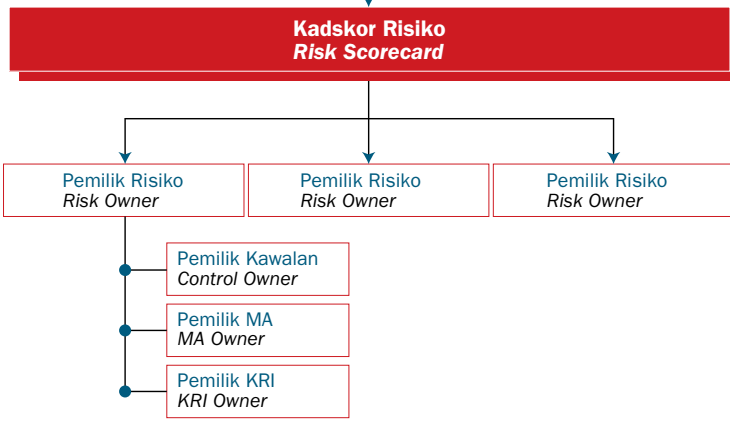 Kadskor Risiko
Risk Scorecard
Pemilik Risiko
Risk Owner
Pemilik Risiko
Risk Owner
Pemilik Risiko
Risk Owner
Pemilik Kawalan
Control Owner
Pemilik MA
MA Owner
Pemilik KRI
KRI Owner